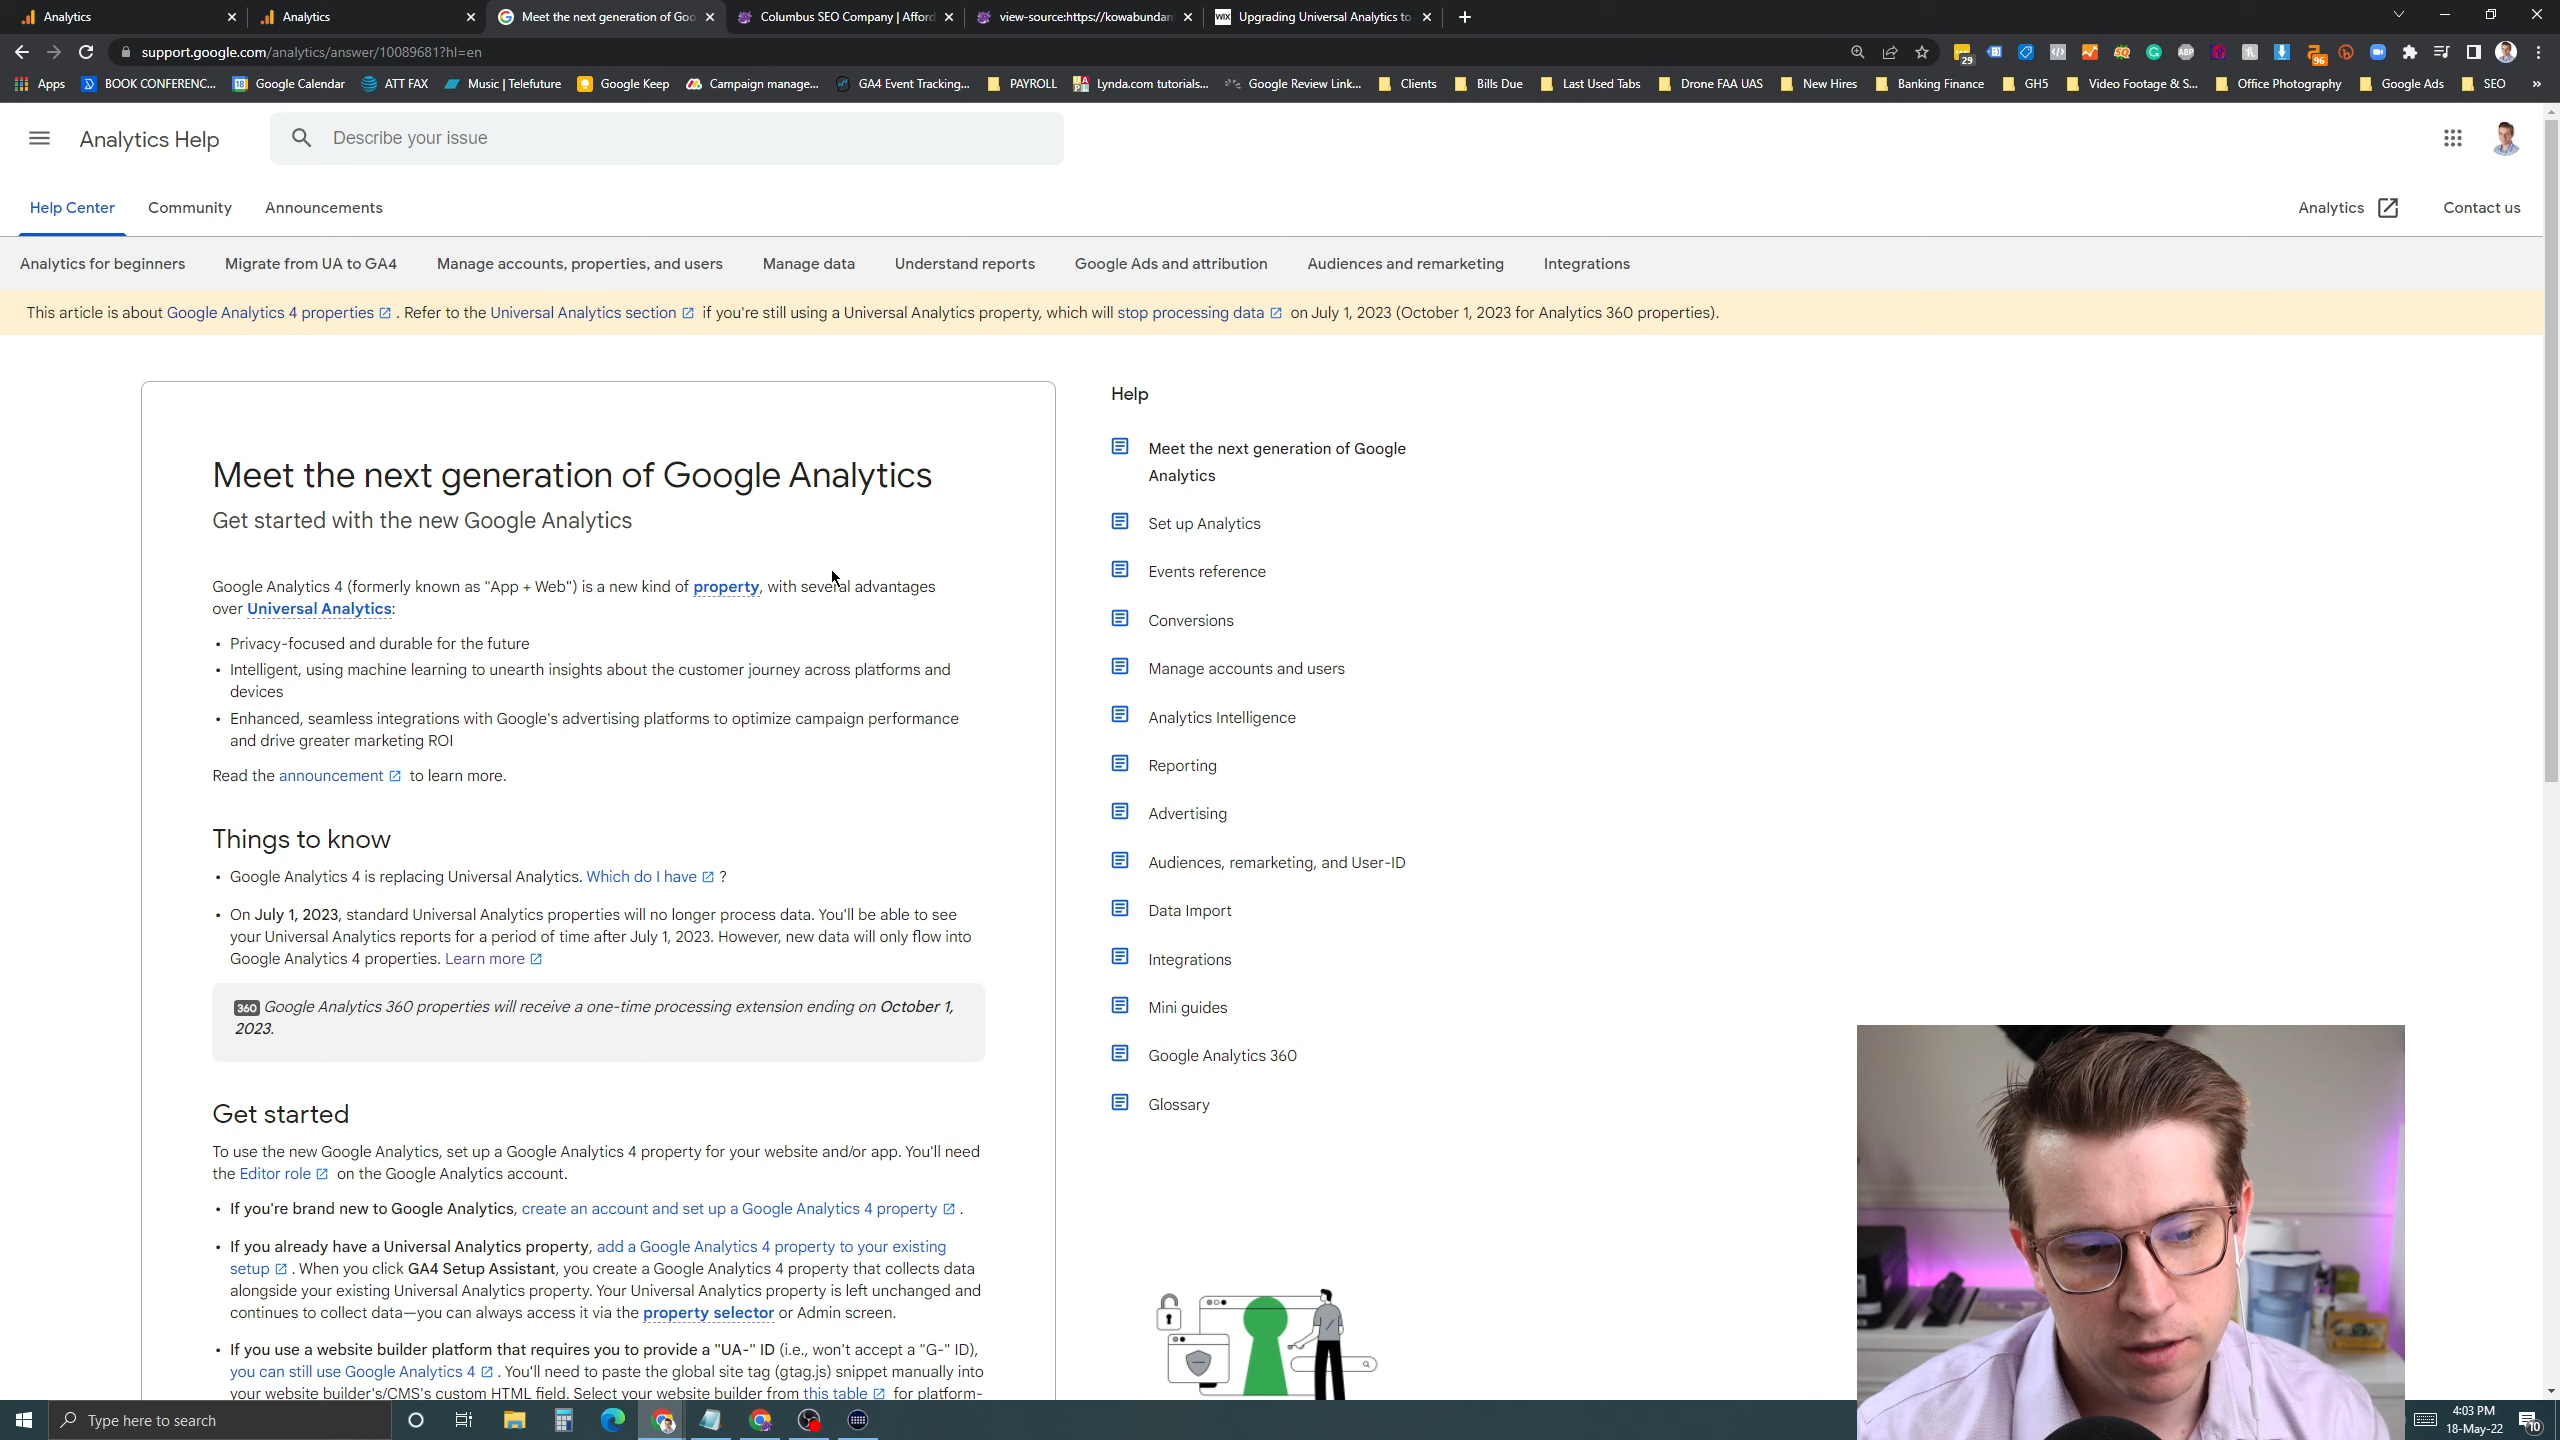 Analytics
Analytics
Meet the next generation of Goo
Columbus SEO Company | Afford
view-source:https://kowabundan
Upgrading Universal Analytics to
support.google.com/analytics/answer/10089681?hl=en
Apps
BOOK CONFERENC...
Google Calendar
ATT FAX
Music | Telefuture
Google Keep
Campaign manage...
GA4 Event Tracking...
PAYROLL
Lynda.com tutorials...
Google Review Link...
Clients
Bills Due
Last Used Tabs
Drone FAA UAS
New Hires
Banking Finance
GH5
Video Footage & S...
Office Photography
Google Ads
SEO
»
Analytics Help
Describe your issue
Help Center
Community
Announcements
Analytics
Contact us
Analytics for beginners
Migrate from UA to GA4
Manage accounts, properties, and users
Manage data
Understand reports
Google Ads and attribution
Audiences and remarketing
Integrations
This article is about Google Analytics 4 properties . Refer to the Universal Analytics section if you're still using a Universal Analytics property, which will stop processing data on July 1, 2023 (October 1, 2023 for Analytics 360 properties).
Meet the next generation of Google Analytics
Get started with the new Google Analytics
Google Analytics 4 (formerly known as "App + Web") is a new kind of property, with several advantages
over Universal Analytics:
• Privacy-focused and durable for the future
• Intelligent, using machine learning to unearth insights about the customer journey across platforms and
devices
• Enhanced, seamless integrations with Google's advertising platforms to optimize campaign performance
and drive greater marketing ROI
Read the announcement to learn more.
Things to know
• Google Analytics 4 is replacing Universal Analytics. Which do I have ?
• On July 1, 2023, standard Universal Analytics properties will no longer process data. You'll be able to see
your Universal Analytics reports for a period of time after July 1, 2023. However, new data will only flow into
Google Analytics 4 properties. Learn more
360 Google Analytics 360 properties will receive a one-time processing extension ending on October 1,
2023.
Get started
To use the new Google Analytics, set up a Google Analytics 4 property for your website and/or app. You'll need
the Editor role on the Google Analytics account.
• If you're brand new to Google Analytics, create an account and set up a Google Analytics 4 property .
• If you already have a Universal Analytics property, add a Google Analytics 4 property to your existing
setup . When you click GA4 Setup Assistant, you create a Google Analytics 4 property that collects data
alongside your existing Universal Analytics property. Your Universal Analytics property is left unchanged and
continues to collect data—you can always access it via the property selector or Admin screen.
• If you use a website builder platform that requires you to provide a "UA-" ID (i.e., won't accept a "G-" ID),
you can still use Google Analytics 4 . You'll need to paste the global site tag (gtag.js) snippet manually into
your website builder's/CMS's custom HTML field. Select your website builder from this table for platform-
Help
Meet the next generation of Google
Analytics
Set up Analytics
Events reference
Conversions
Manage accounts and users
Analytics Intelligence
Reporting
Advertising
Audiences, remarketing, and User-ID
Data Import
Integrations
Mini guides
Google Analytics 360
Glossary
Type here to search
4:03 PM
18-May-22
10